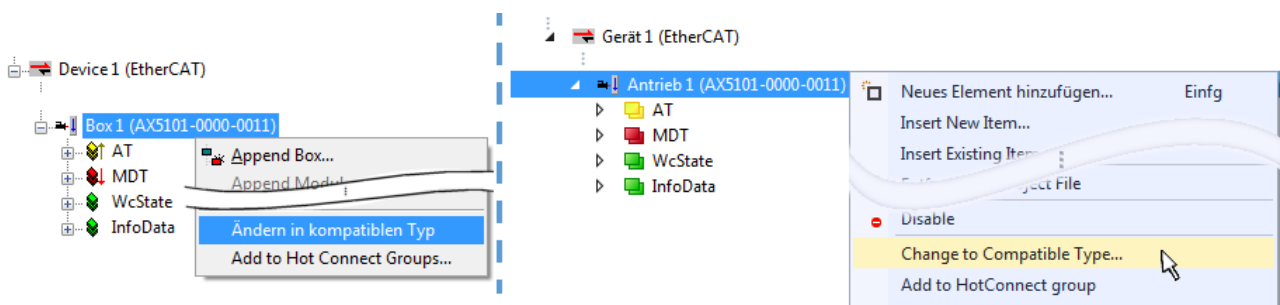 Device 1 (EtherCAT)
Box 1 (AX5101-0000-0011)
AT
MDT
WcState
InfoData
Append Box...
Append Modul
Ändern in kompatiblen Typ
Add to Hot Connect Groups...
Gerät 1 (EtherCAT)
Antrieb 1 (AX5101-0000-0011)
AT
MDT
WcState
InfoData
Neues Element hinzufügen... Einfg
Insert New Item...
Insert Existing Item
ject File
Disable
Change to Compatible Type...
Add to HotConnect group